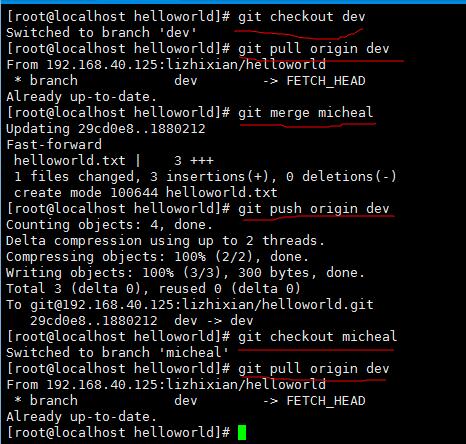 [root@localhost helloworld]# git checkout dev
Switched to branch 'dev'
[root@localhost helloworld]# git pull origin dev
From 192.168.40.125:lizhixian/helloworld
 * branch            dev        -> FETCH_HEAD
Already up-to-date.
[root@localhost helloworld]# git merge micheal
Updating 29cd0e8..1880212
Fast-forward
 helloworld.txt |    3 +++
 1 files changed, 3 insertions(+), 0 deletions(-)
 create mode 100644 helloworld.txt
[root@localhost helloworld]# git push origin dev
Counting objects: 4, done.
Delta compression using up to 2 threads.
Compressing objects: 100% (2/2), done.
Writing objects: 100% (3/3), 300 bytes, done.
Total 3 (delta 0), reused 0 (delta 0)
To git@192.168.40.125:lizhixian/helloworld.git
   29cd0e8..1880212  dev -> dev
[root@localhost helloworld]# git checkout micheal
Switched to branch 'micheal'
[root@localhost helloworld]# git pull origin dev
From 192.168.40.125:lizhixian/helloworld
 * branch            dev        -> FETCH_HEAD
Already up-to-date.
[root@localhost helloworld]#